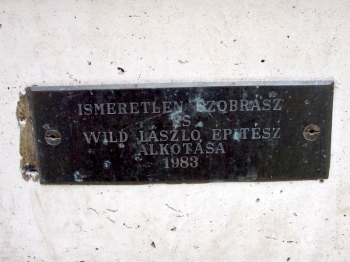 ISMERETLEN SZOBRÁSZ
ÉS
WILD LÁSZLÓ ÉPÍTÉSZ
ALKOTÁSA
1983